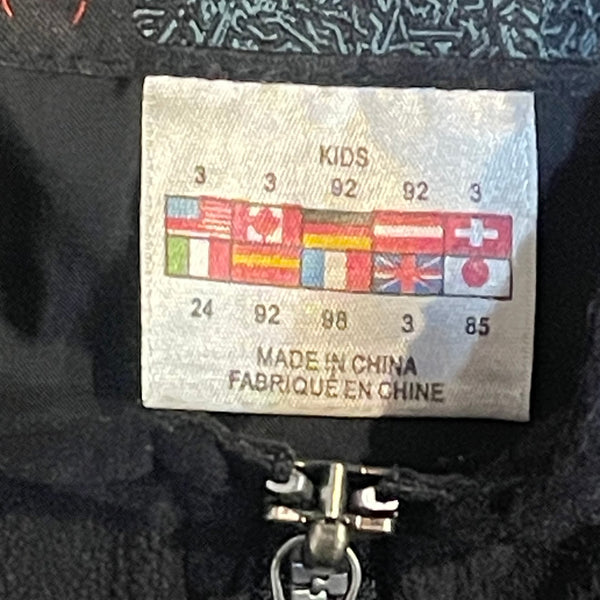 KIDS
3 3 92 92 3
24 92 98 3 85
MADE IN CHINA
FABRIQUÉ EN CHINE